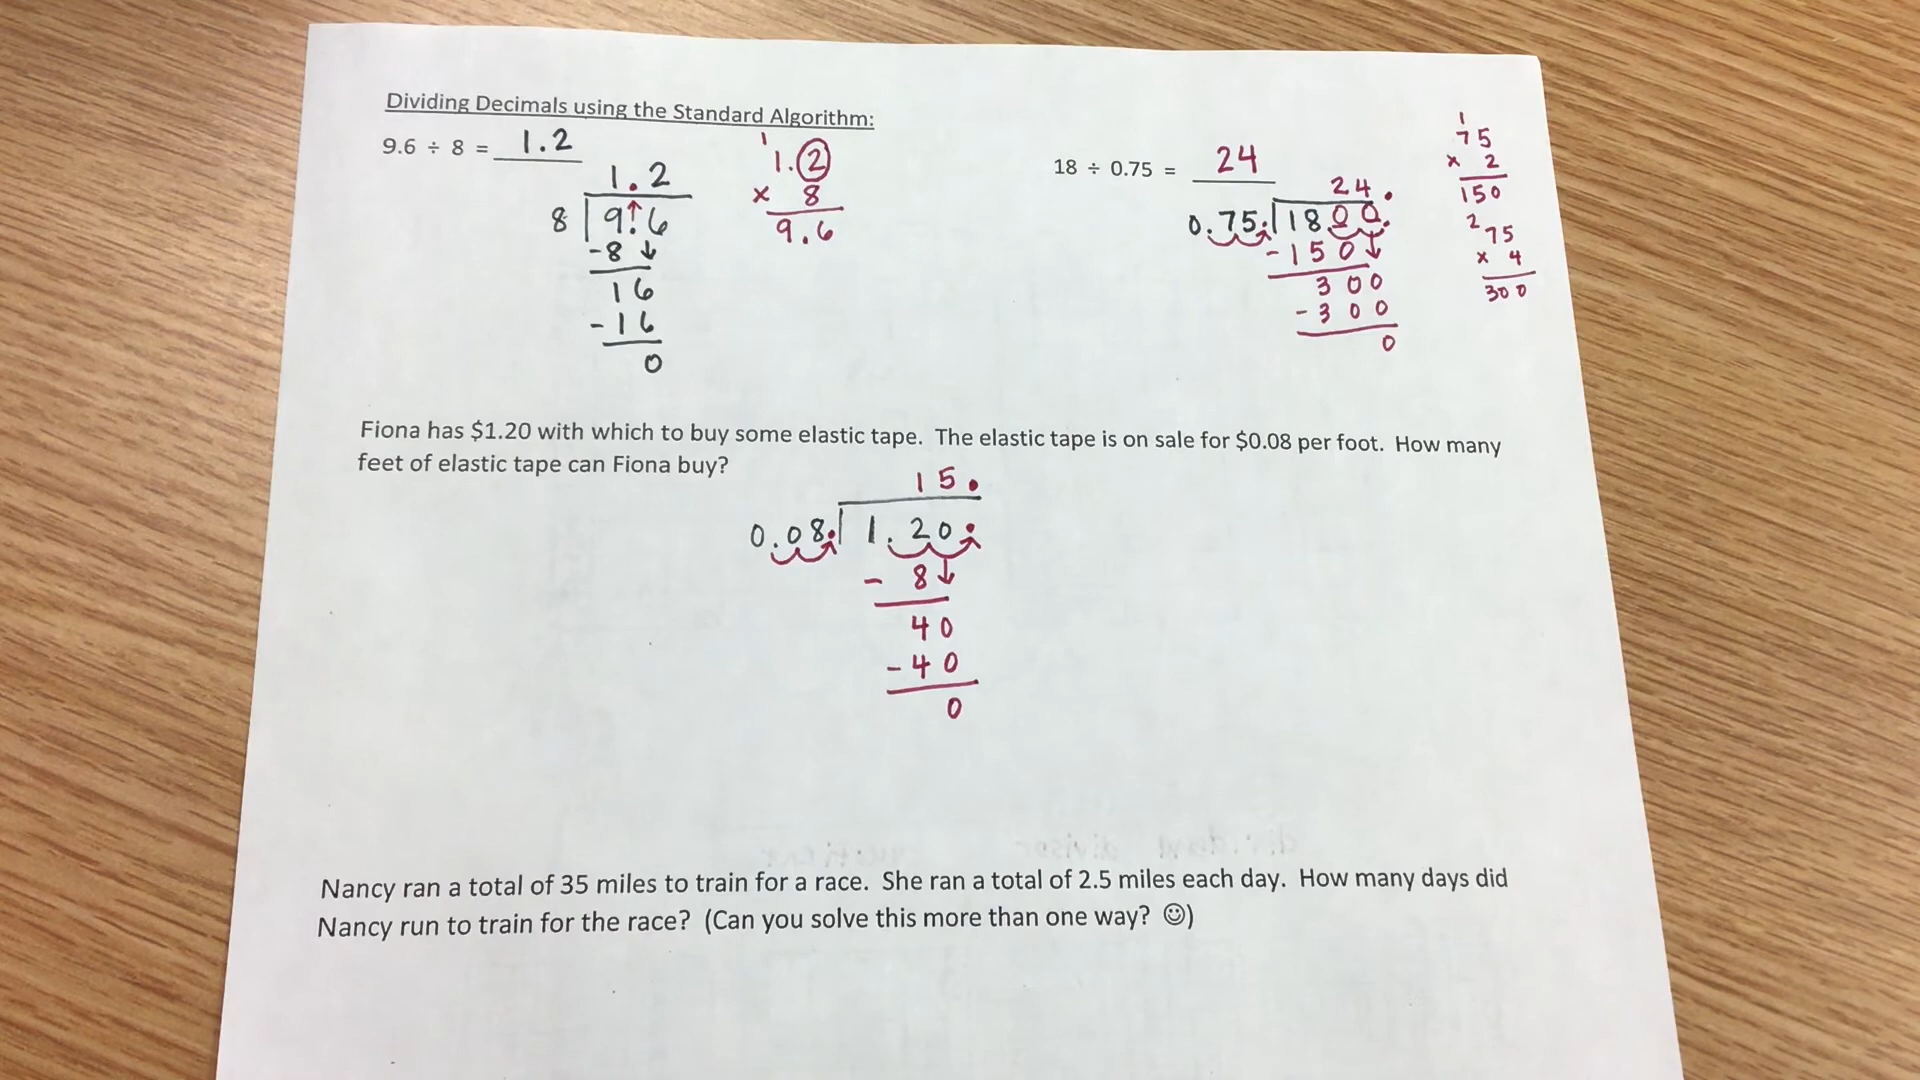 Dividing Decimals using the Standard Algorithm:
9.6 ÷ 8 = 1.2
1.2
8 9.6
-8
16
-16
0
1
1.2
x 8
9.6
18 ÷ 0.75 = 24
24.
0.75. 1800.
-150
300
-300
0
1
75
x 2
150
2
75
x 4
300
Fiona has $1.20 with which to buy some elastic tape. The elastic tape is on sale for $0.08 per foot. How many
feet of elastic tape can Fiona buy?
15.
0.08. 1.20.
- 8
40
-40
0
Nancy ran a total of 35 miles to train for a race. She ran a total of 2.5 miles each day. How many days did
Nancy run to train for the race? (Can you solve this more than one way? ☺)